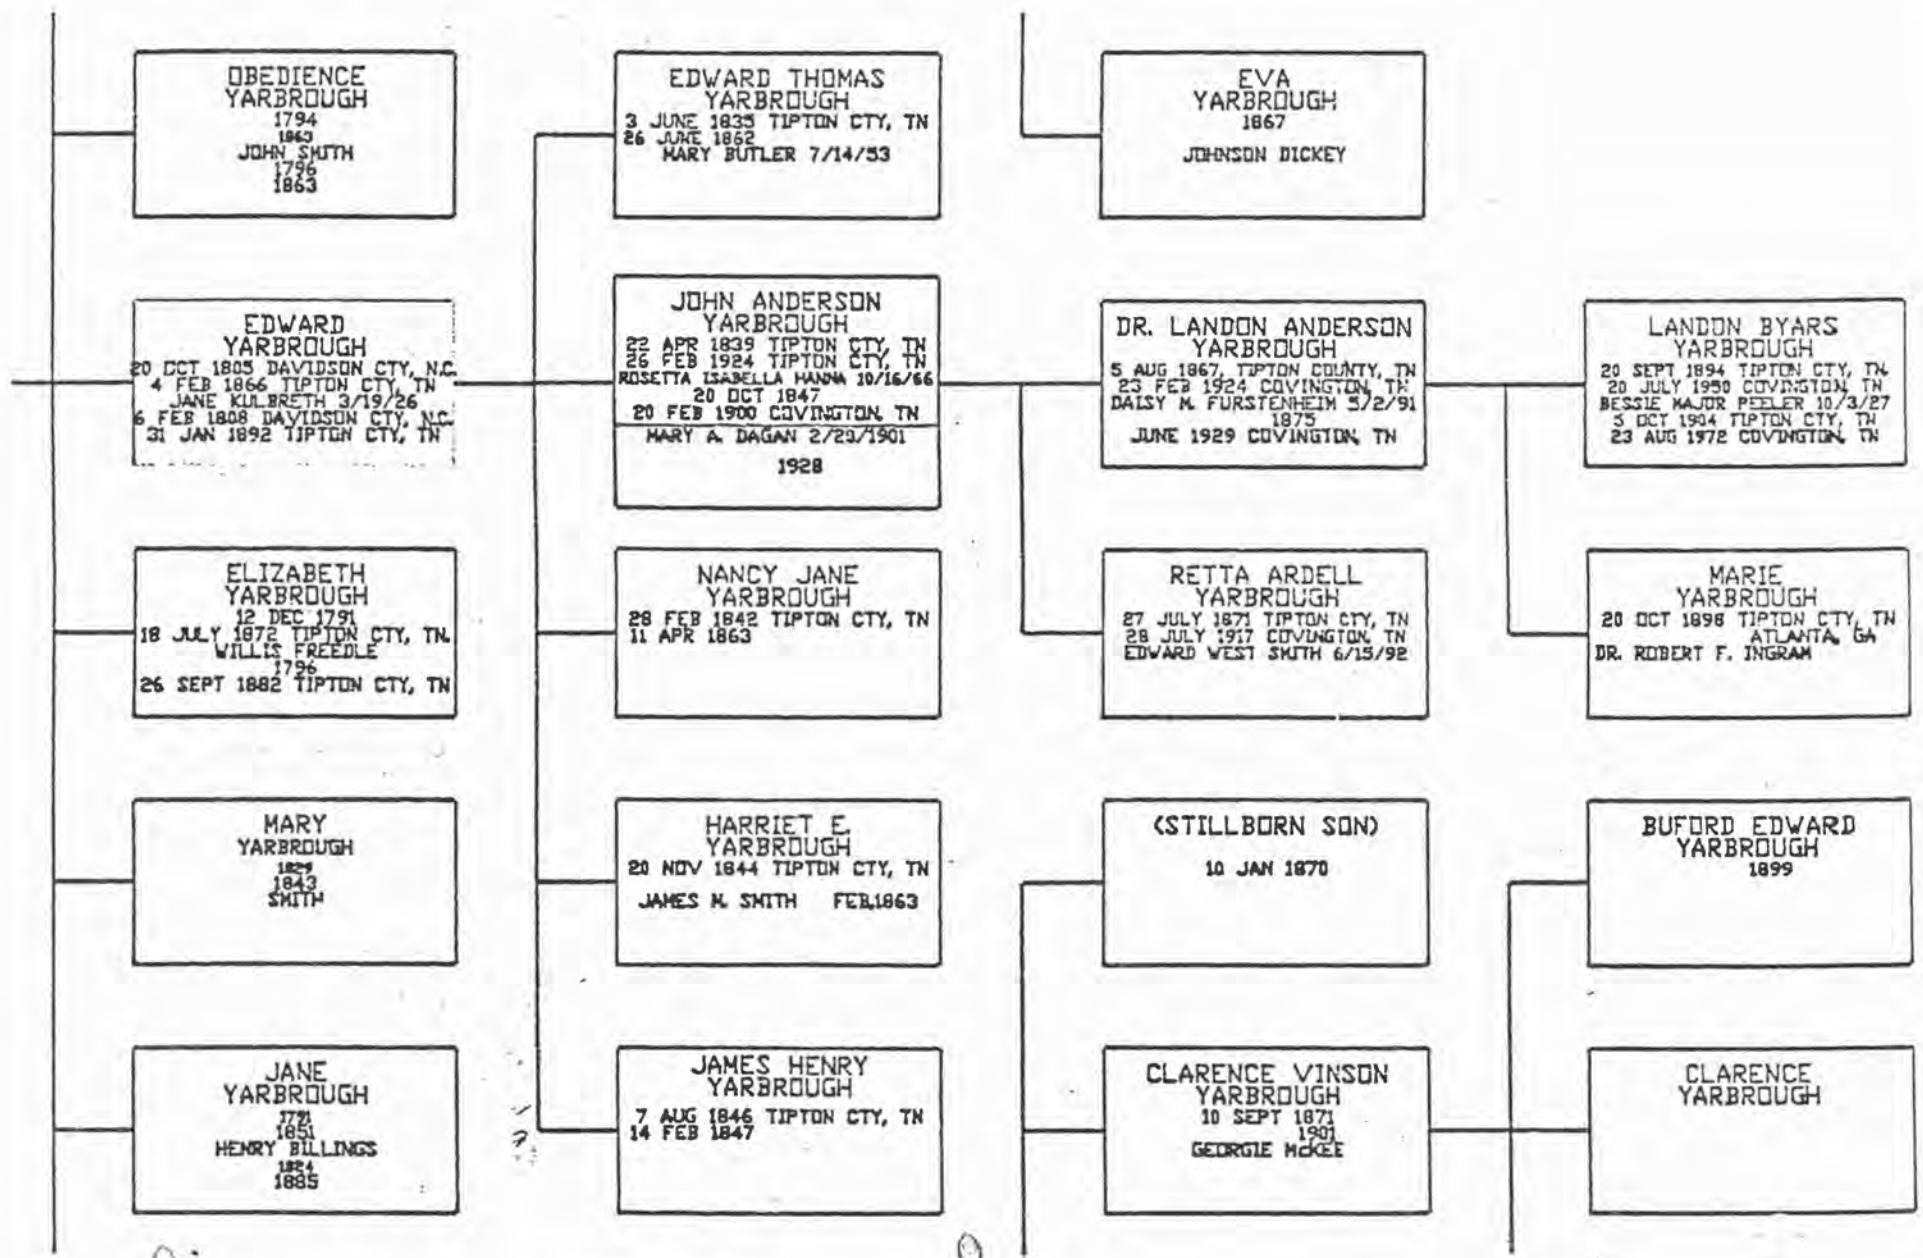 OBEDIENCE
YARBROUGH
1794
JOHN SMITH
1796
1863
EDWARD
YARBROUGH
20 OCT 1805 DAVIDSON CTY, N.C.
4 FEB 1866 TIPTON CTY, TN
JANE KULBRETH 3/19/26
6 FEB 1808 DAVIDSON CTY, N.C.
31 JAN 1892 TIPTON CTY, TN
ELIZABETH
YARBROUGH
12 DEC 1791
18 JULY 1872 TIPTON CTY, TN.
WILLIS FREEDLE
1796
26 SEPT 1882 TIPTON CTY, TN
MARY
YARBROUGH
1843
SMITH
JANE
YARBROUGH
1851
HENRY BILLINGS
1885
EDWARD THOMAS
YARBROUGH
3 JUNE 1835 TIPTON CTY, TN
26 JUNE 1862
MARY BUTLER 7/14/53
JOHN ANDERSON
YARBROUGH
22 APR 1839 TIPTON CTY, TN
26 FEB 1924 TIPTON CTY, TN
ROSETTA ISABELLA HANNA 10/16/66
20 OCT 1847
20 FEB 1900 COVINGTON, TN
MARY A. DAGAN
1928
NANCY JANE
YARBROUGH
28 FEB 1842 TIPTON CTY, TN
11 APR 1863
HARRIET E.
YARBROUGH
20 NOV 1844 TIPTON CTY, TN
JAMES M. SMITH FEB.1863
JAMES HENRY
YARBROUGH
7 AUG 1846 TIPTON CTY, TN
14 FEB 1847
EVA
YARBROUGH
1867
JOHNSON DICKEY
DR. LANDON ANDERSON
YARBROUGH
5 AUG 1867, TIPTON COUNTY, TN
23 FEB 1924 COVINGTON, TN
DAISY M. FURSTENHEIM 5/2/91
1875
JUNE 1929 COVINGTON, TN
RETTA ARDELL
YARBROUGH
27 JULY 1871 TIPTON CTY, TN
28 JULY 1917 COVINGTON, TN
EDWARD WEST SMITH 6/15/92
(STILLBORN SON)
10 JAN 1870
CLARENCE VINSON
YARBROUGH
10 SEPT 1871
1901
GEORGIE McKEE
LANDON BYARS
YARBROUGH
20 SEPT 1894 TIPTON CTY, TN.
20 JULY 1950 COVINGTON, TN
BESSIE MAJOR PEELER 10/3/27
5 OCT 1904 TIPTON CTY, TN
23 AUG 1972 COVINGTON, TN
MARIE
YARBROUGH
20 OCT 1898 TIPTON CTY, TN
ATLANTA, GA
DR. ROBERT F. INGRAM
BUFORD EDWARD
YARBROUGH
1899
CLARENCE
YARBROUGH